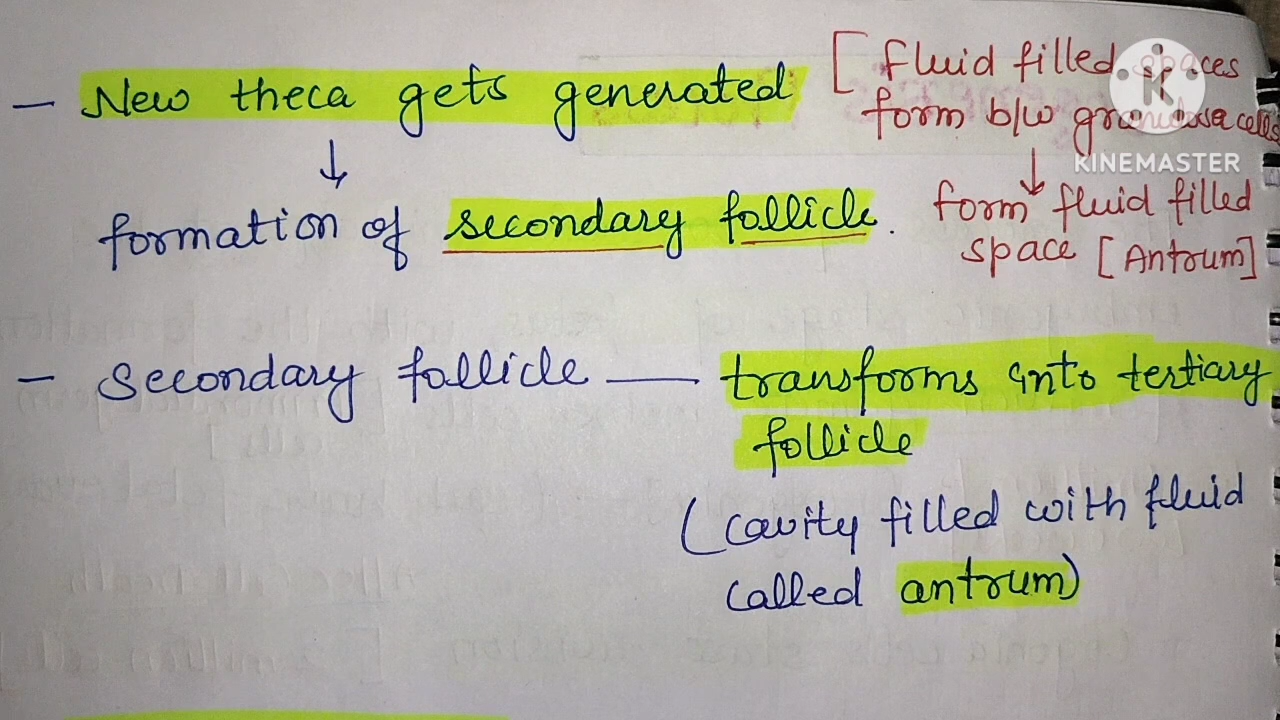 - New theca gets generated
↓
formation of secondary follicle.
[ fluid filled spaces
form b/w granulosa cells
↓
form fluid filled
space [Antrum]
- Secondary follicle — transforms into tertiary
follicle
(cavity filled with fluid
called antrum)
KINEMASTER